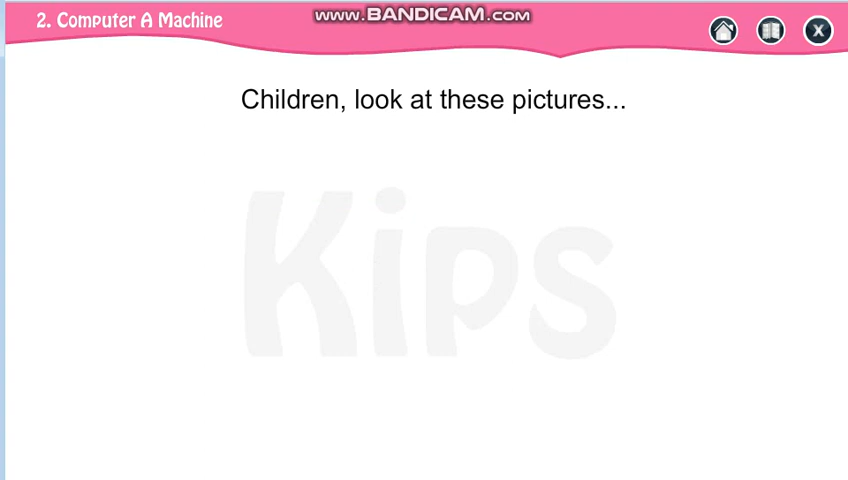 2. Computer A Machine
www.BANDICAM.com
Children, look at these pictures...
Kips
X